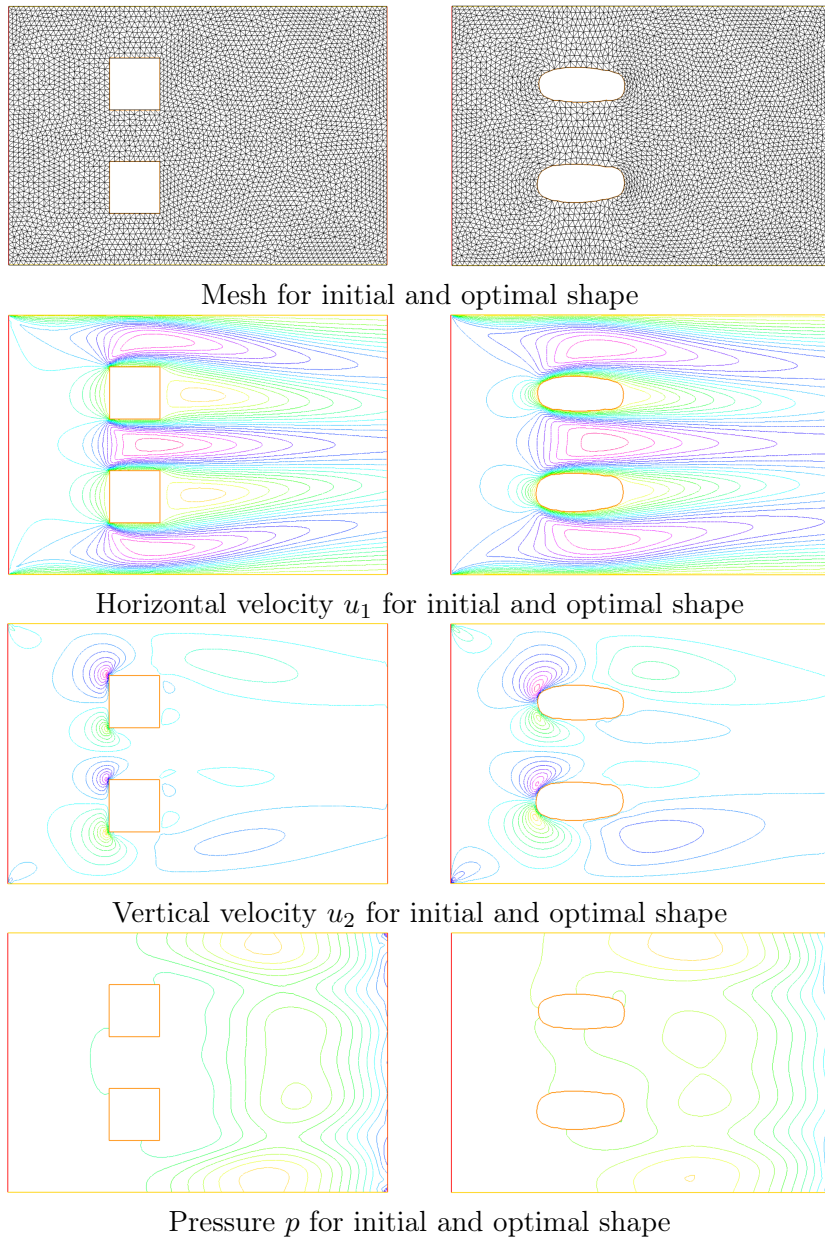 Mesh for initial and optimal shape
Horizontal velocity u₁ for initial and optimal shape
Vertical velocity u₂ for initial and optimal shape
Pressure p for initial and optimal shape